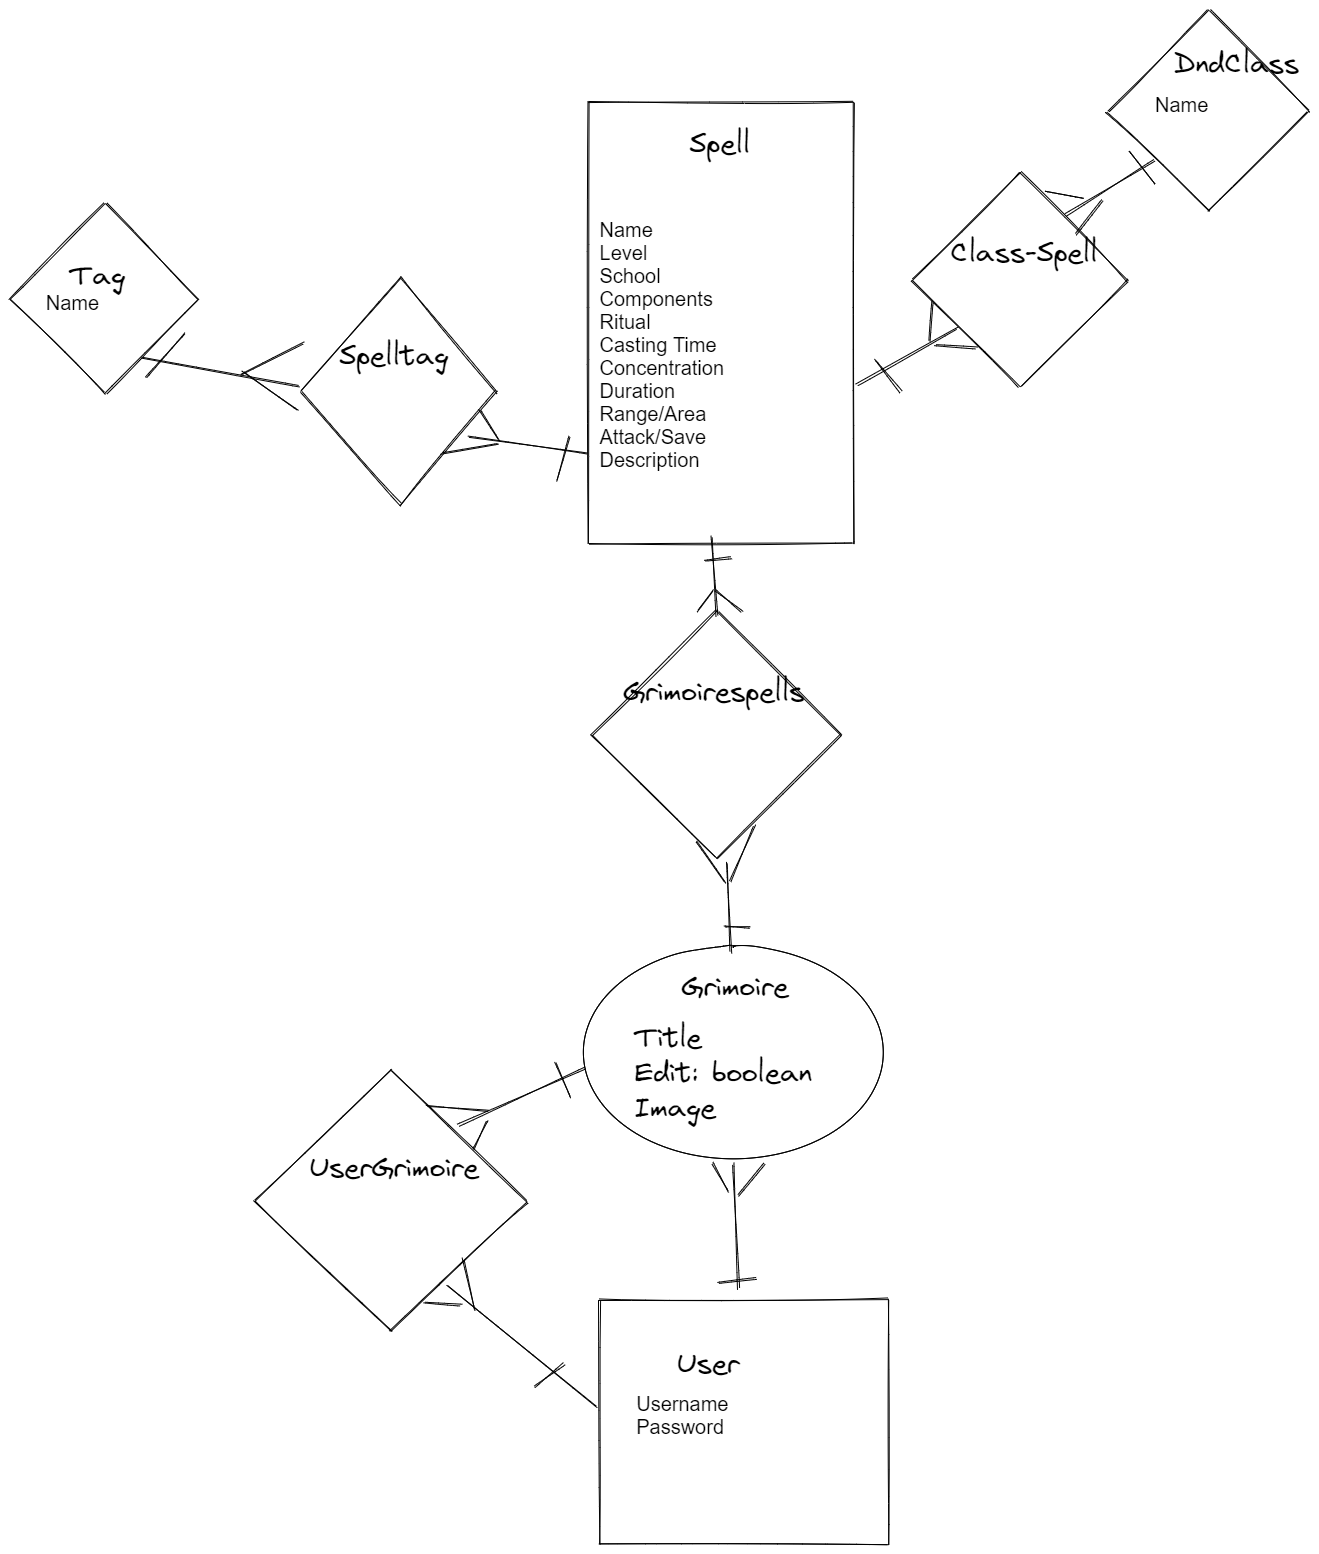 DndClass
Name
Spell
Name
Level
School
Components
Ritual
Casting Time
Concentration
Duration
Range/Area
Attack/Save
Description
Class-Spell
Tag
Name
Spelltag
Grimoirespells
Grimoire
Title
Edit: boolean
Image
UserGrimoire
User
Username
Password